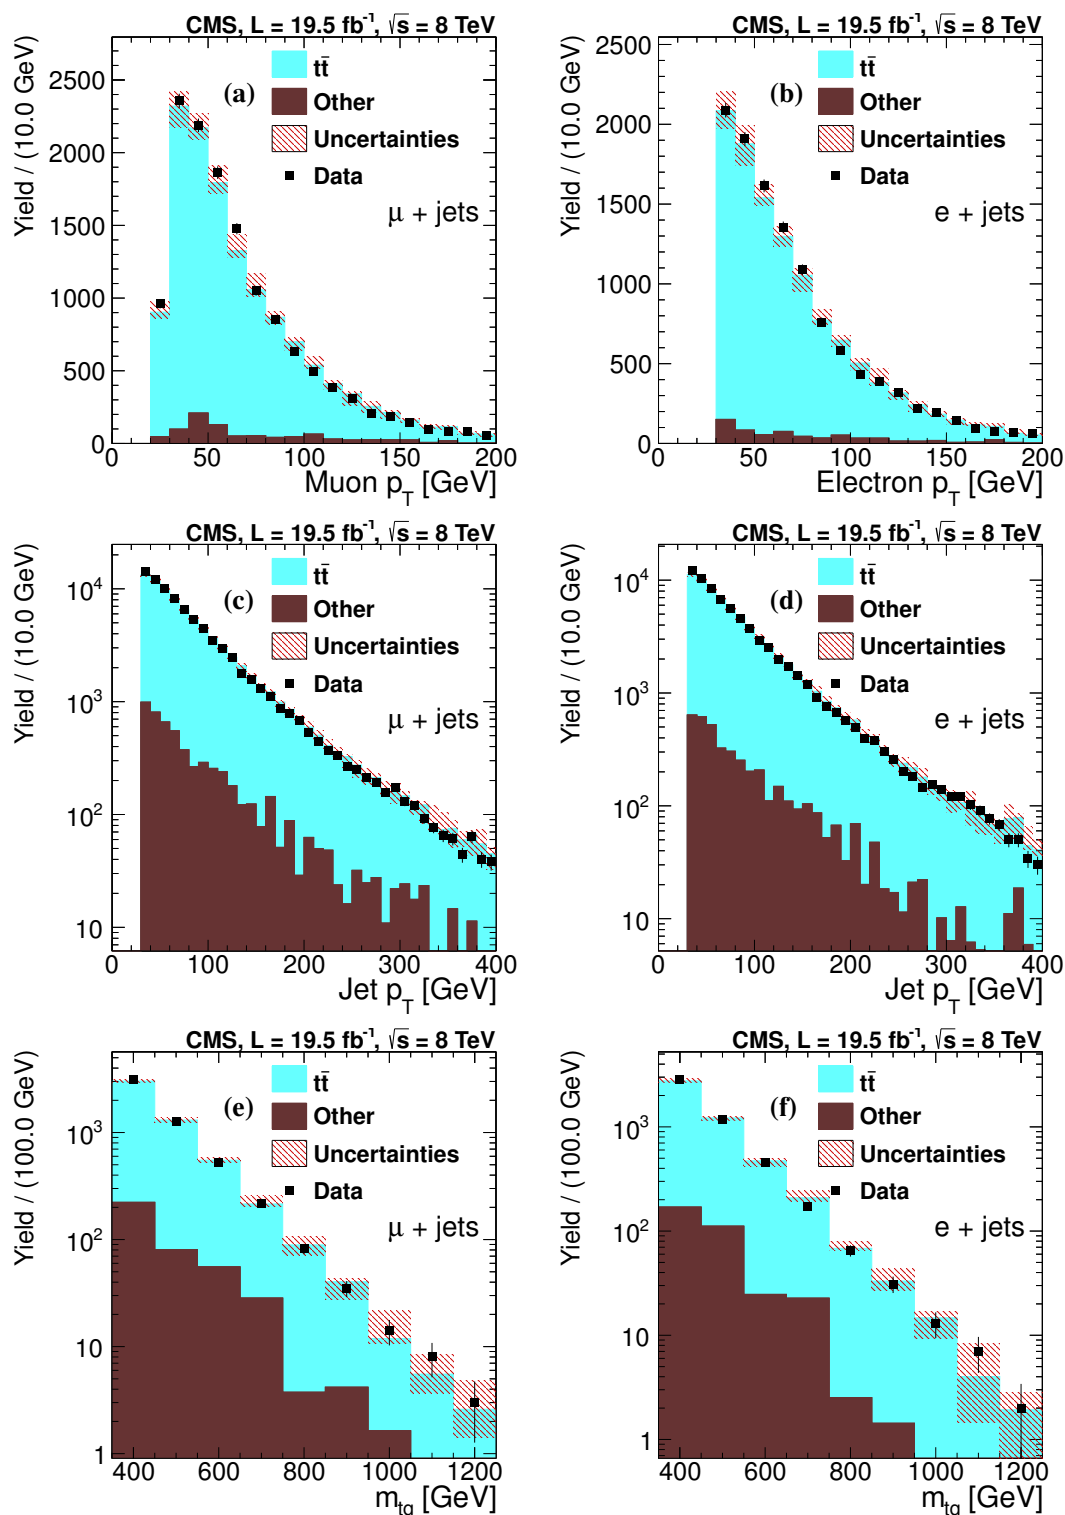 CMS, L = 19.5 fb⁻¹, √s = 8 TeV
Yield / (10.0 GeV)
2500
2000
1500
1000
500
0
(a)
tt̄
Other
Uncertainties
Data
μ + jets
50 100 150 200
Muon p_T [GeV]
CMS, L = 19.5 fb⁻¹, √s = 8 TeV
Yield / (10.0 GeV)
2500
2000
1500
1000
500
0
(b)
tt̄
Other
Uncertainties
Data
e + jets
50 100 150 200
Electron p_T [GeV]
CMS, L = 19.5 fb⁻¹, √s = 8 TeV
Yield / (10.0 GeV)
10⁴
10³
10²
10
(c)
tt̄
Other
Uncertainties
Data
μ + jets
0 100 200 300 400
Jet p_T [GeV]
CMS, L = 19.5 fb⁻¹, √s = 8 TeV
Yield / (10.0 GeV)
10⁴
10³
10²
10
(d)
tt̄
Other
Uncertainties
Data
e + jets
0 100 200 300 400
Jet p_T [GeV]
CMS, L = 19.5 fb⁻¹, √s = 8 TeV
Yield / (100.0 GeV)
10³
10²
10
1
(e)
tt̄
Other
Uncertainties
Data
μ + jets
400 600 800 1000 1200
m_tg [GeV]
CMS, L = 19.5 fb⁻¹, √s = 8 TeV
Yield / (100.0 GeV)
10³
10²
10
1
(f)
tt̄
Other
Uncertainties
Data
e + jets
400 600 800 1000 1200
m_tg [GeV]